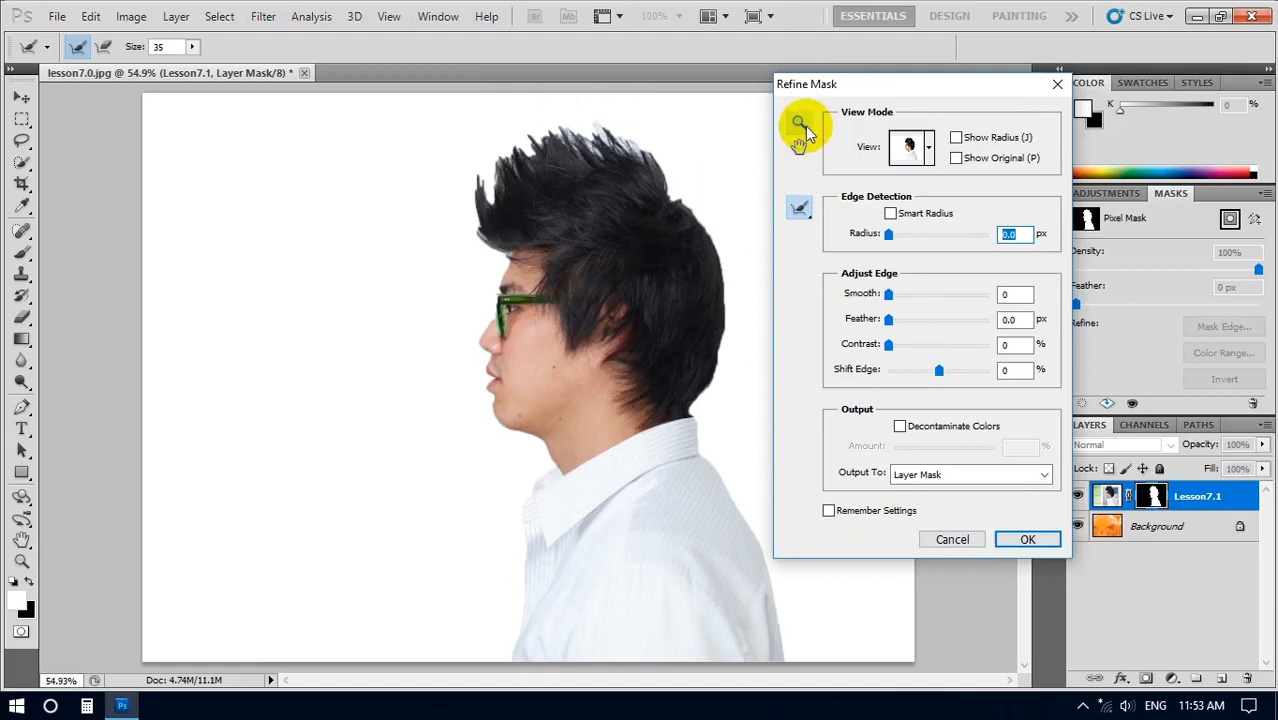 Ps File Edit Image Layer Select Filter Analysis 3D View Window Help Br Mb 100% ESSENTIALS DESIGN PAINTING CS Live
Size: 35
lesson7.0.jpg @ 54.9% (Lesson7.1, Layer Mask/8) *
Refine Mask
View Mode
View:
Show Radius (J)
Show Original (P)
Edge Detection
Smart Radius
Radius: 0.0 px
Adjust Edge
Smooth: 0
Feather: 0.0 px
Contrast: 0 %
Shift Edge: 0 %
Output
Decontaminate Colors
Amount: %
Output To: Layer Mask
Remember Settings
Cancel OK
COLOR SWATCHES STYLES
K 0 %
ADJUSTMENTS MASKS
Pixel Mask
Density: 100%
Feather: 0 px
Refine: Mask Edge...
Color Range...
Invert
LAYERS CHANNELS PATHS
Normal Opacity: 100%
Lock: Fill: 100%
Lesson7.1
Background
54.93% Doc: 4.74M/11.1M
Ps ENG 11:53 AM